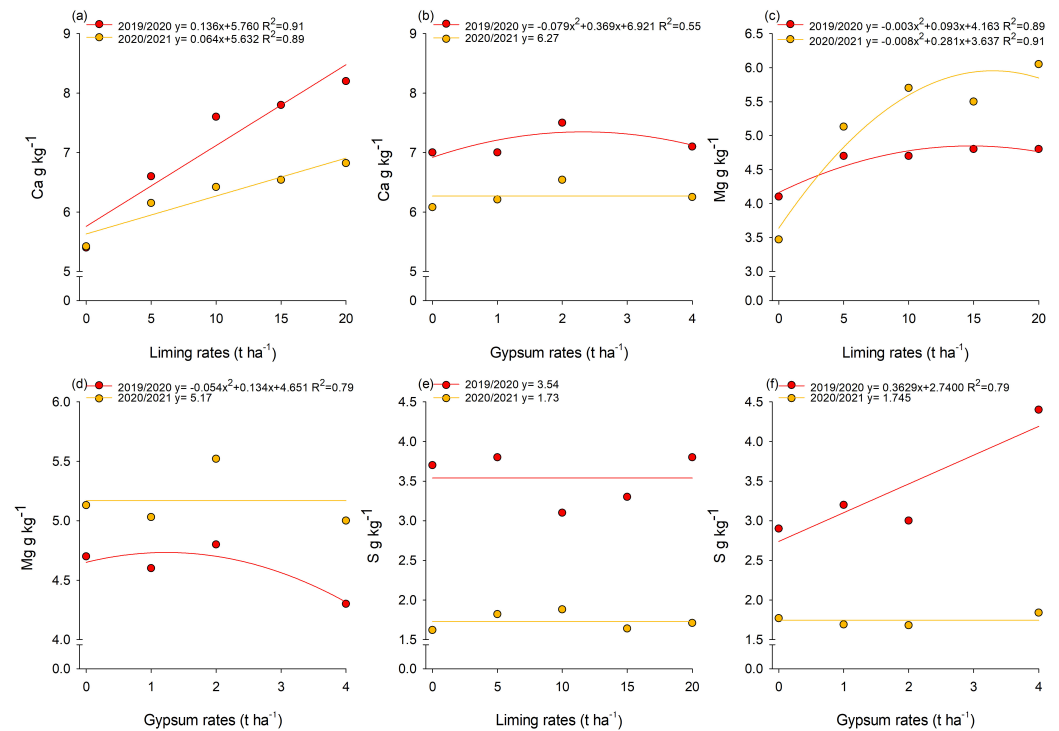 (a) 2019/2020 y= 0.136x+5.760 R²=0.91
2020/2021 y= 0.064x+5.632 R²=0.89
9
8
7
6
5
0
Ca g kg⁻¹
0 5 10 15 20
Liming rates (t ha⁻¹)
(b) 2019/2020 y= -0.079x²+0.369x+6.921 R²=0.55
2020/2021 y= 6.27
9
8
7
6
5
0
Ca g kg⁻¹
0 1 2 3 4
Gypsum rates (t ha⁻¹)
(c) 2019/2020 y= -0.003x²+0.093x+4.163 R²=0.89
2020/2021 y= -0.008x²+0.281x+3.637 R²=0.91
6.5
6.0
5.5
5.0
4.5
4.0
3.5
3.0
0.0
Mg g kg⁻¹
0 5 10 15 20
Liming rates (t ha⁻¹)
(d) 2019/2020 y= -0.054x²+0.134x+4.651 R²=0.79
2020/2021 y= 5.17
6.0
5.5
5.0
4.5
4.0
0.0
Mg g kg⁻¹
0 1 2 3 4
Gypsum rates (t ha⁻¹)
(e) 2019/2020 y= 3.54
2020/2021 y= 1.73
4.5
4.0
3.5
3.0
2.5
2.0
1.5
0.0
S g kg⁻¹
0 5 10 15 20
Liming rates (t ha⁻¹)
(f) 2019/2020 y= 0.3629x+2.7400 R²=0.79
2020/2021 y= 1.745
4.5
4.0
3.5
3.0
2.5
2.0
1.5
0.0
S g kg⁻¹
0 1 2 3 4
Gypsum rates (t ha⁻¹)